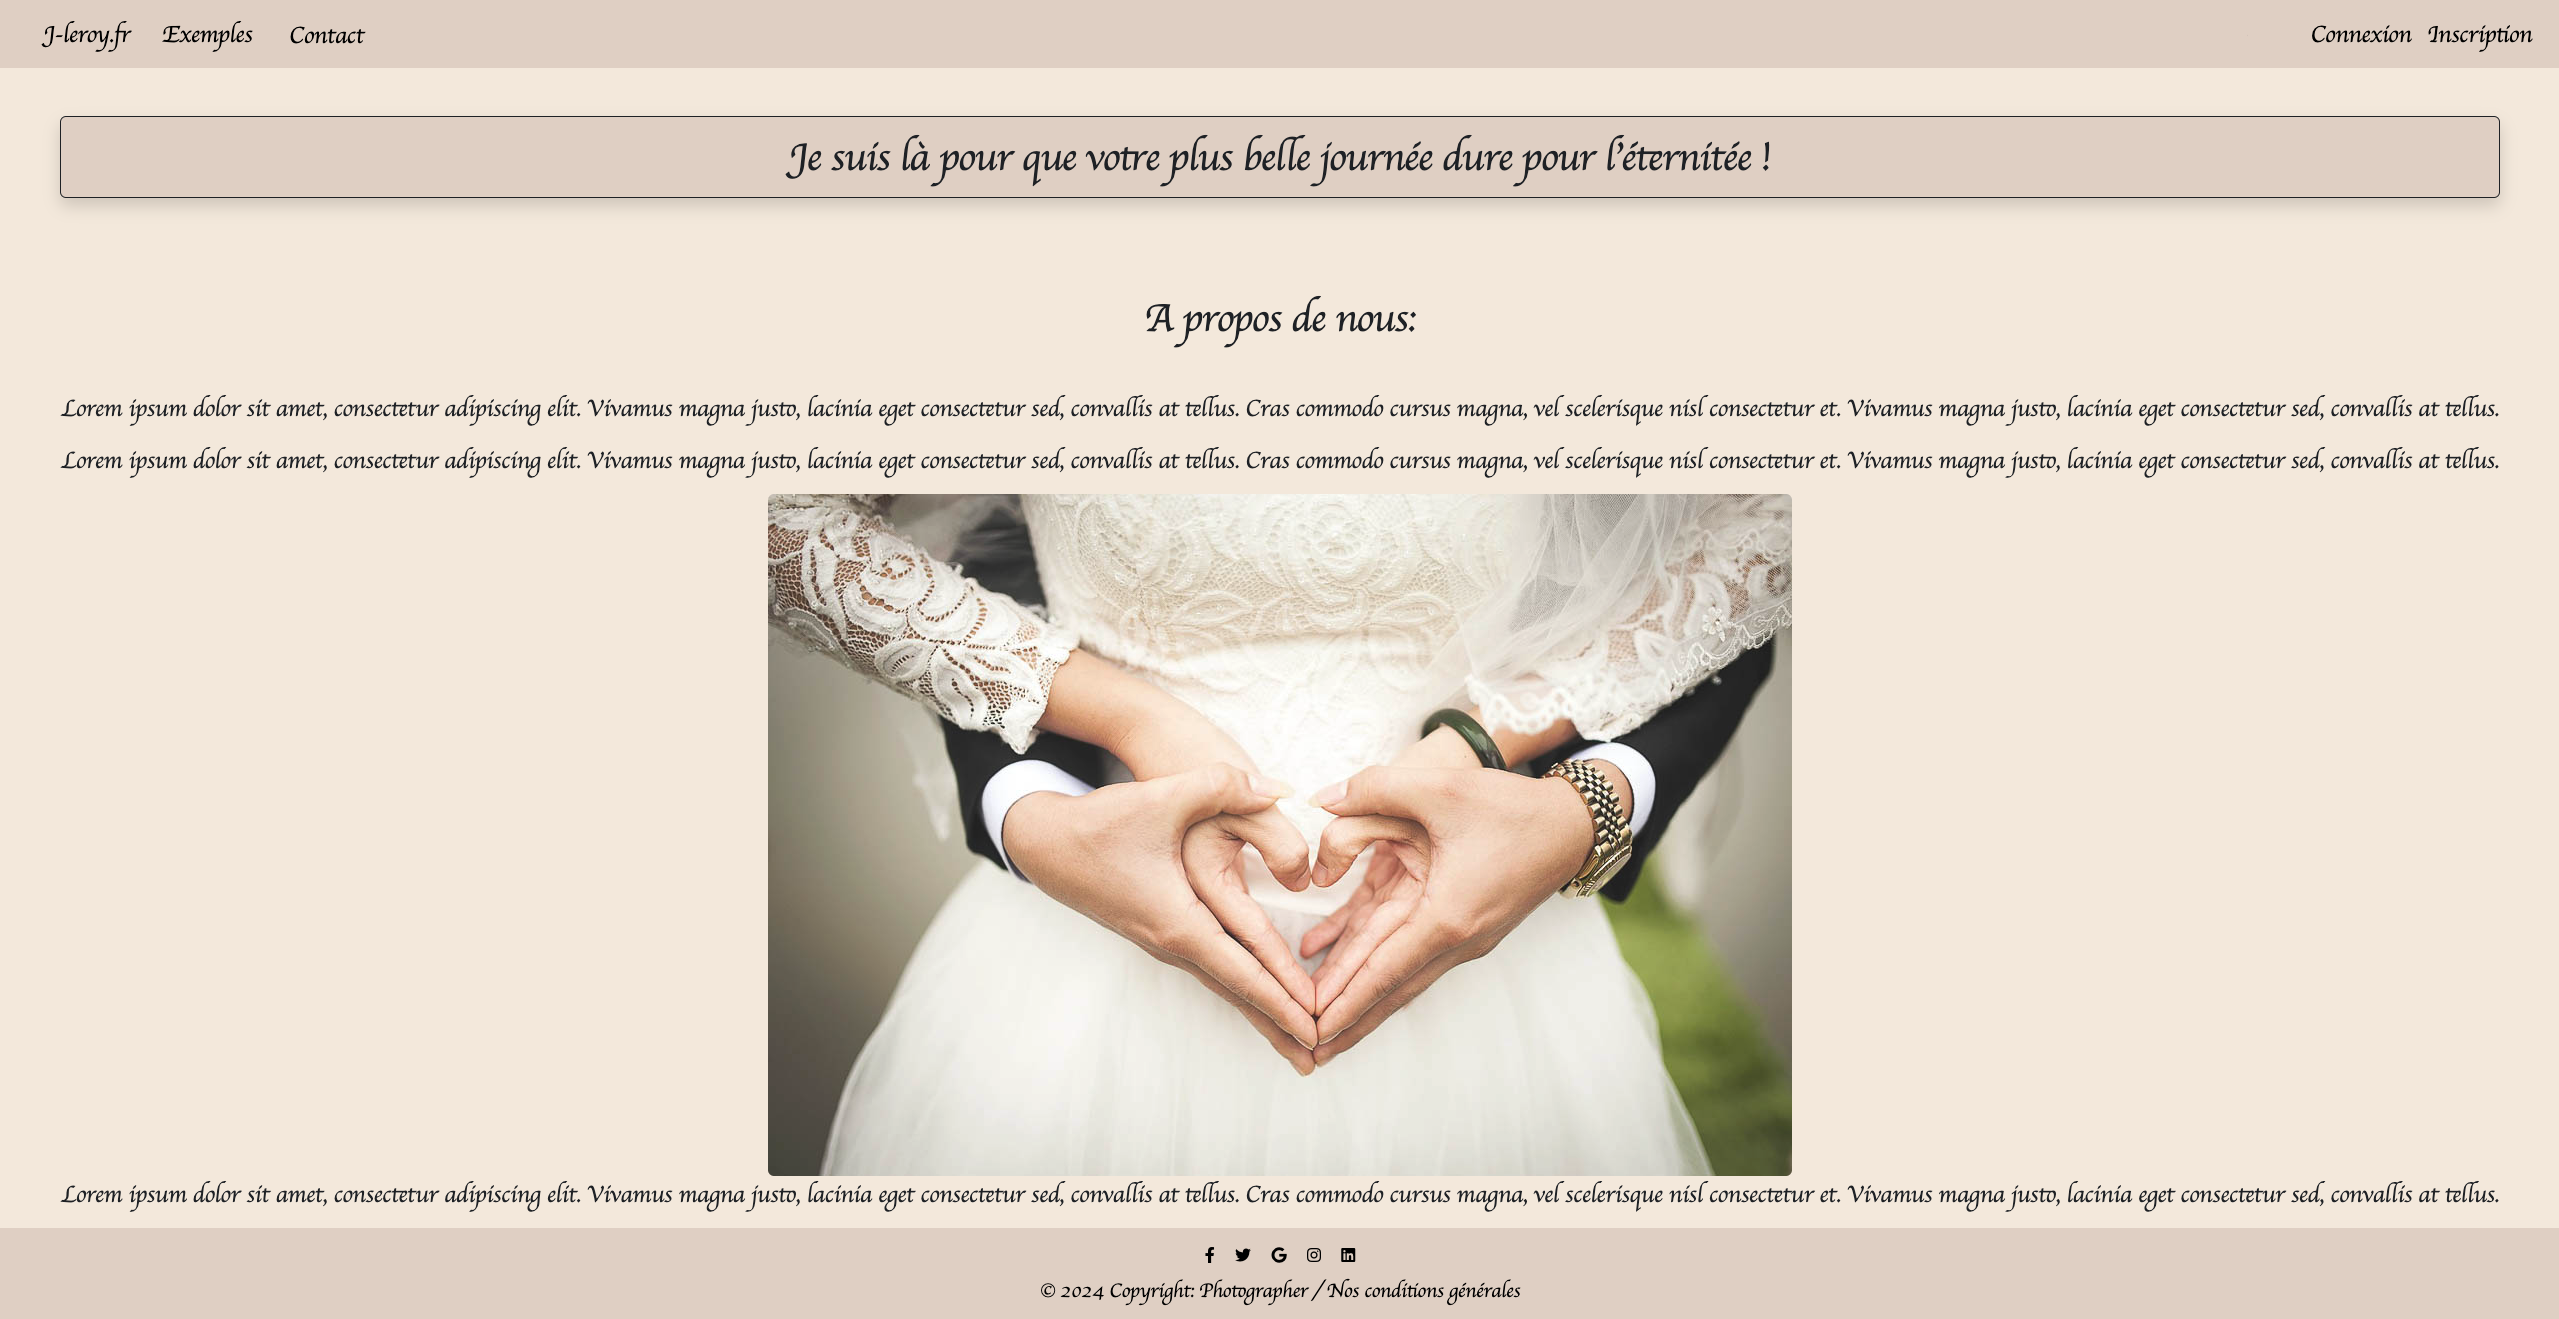 J-leroy.fr Exemples Contact Connexion Inscription
Je suis là pour que votre plus belle journée dure pour l'éternitée !
A propos de nous:
Lorem ipsum dolor sit amet, consectetur adipiscing elit. Vivamus magna justo, lacinia eget consectetur sed, convallis at tellus. Cras commodo cursus magna, vel scelerisque nisl consectetur et. Vivamus magna justo, lacinia eget consectetur sed, convallis at tellus.
Lorem ipsum dolor sit amet, consectetur adipiscing elit. Vivamus magna justo, lacinia eget consectetur sed, convallis at tellus. Cras commodo cursus magna, vel scelerisque nisl consectetur et. Vivamus magna justo, lacinia eget consectetur sed, convallis at tellus.
Lorem ipsum dolor sit amet, consectetur adipiscing elit. Vivamus magna justo, lacinia eget consectetur sed, convallis at tellus. Cras commodo cursus magna, vel scelerisque nisl consectetur et. Vivamus magna justo, lacinia eget consectetur sed, convallis at tellus.
© 2024 Copyright: Photographer / Nos conditions générales